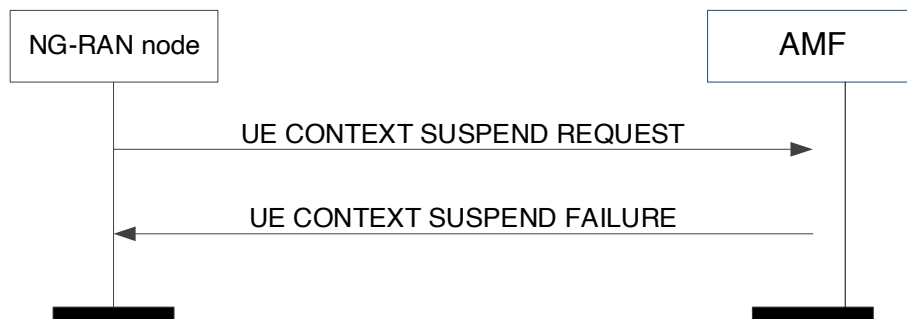 NG-RAN node
AMF
UE CONTEXT SUSPEND REQUEST
UE CONTEXT SUSPEND FAILURE